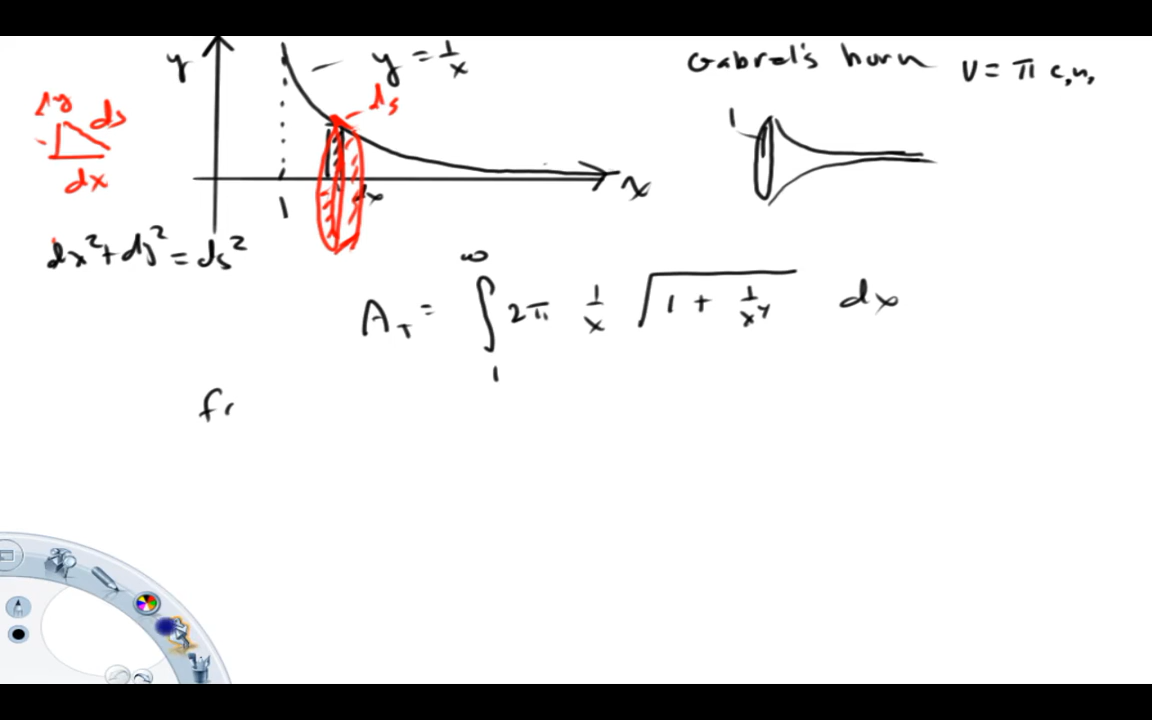 y
y = 1/x
Gabriel's horn V = π c.u.
ds
dy
ds
dx
1
dx
x
1
dx² + dy² = ds²
A_T = ∫₁^∞ 2π 1/x √(1 + 1/x⁴) dx
fo